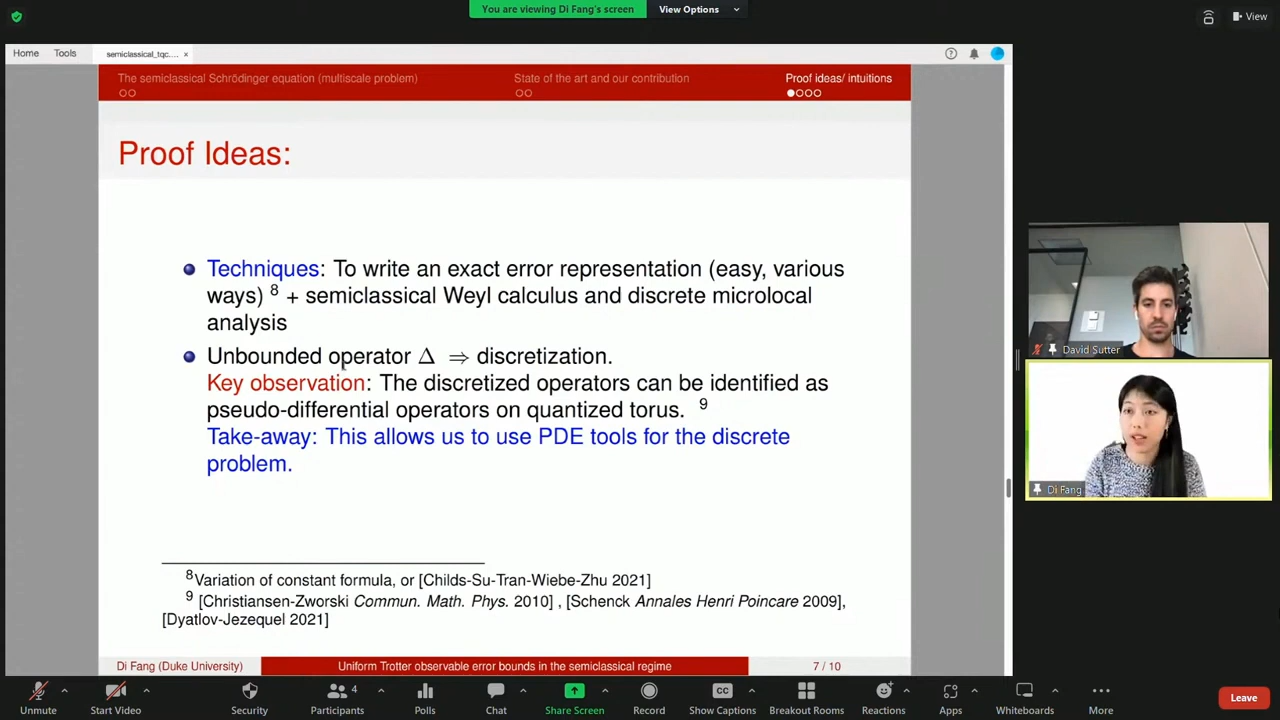 You are viewing Di Fang's screen
View Options
View
Home Tools semiclassical_tqc.... ×
The semiclassical Schrödinger equation (multiscale problem)
State of the art and our contribution
Proof ideas/ intuitions
Proof Ideas:
Techniques: To write an exact error representation (easy, various
ways) 8 + semiclassical Weyl calculus and discrete microlocal
analysis
Unbounded operator Δ ⇒ discretization.
Key observation: The discretized operators can be identified as
pseudo-differential operators on quantized torus. 9
Take-away: This allows us to use PDE tools for the discrete
problem.
8Variation of constant formula, or [Childs-Su-Tran-Wiebe-Zhu 2021]
9 [Christiansen-Zworski Commun. Math. Phys. 2010] , [Schenck Annales Henri Poincare 2009],
[Dyatlov-Jezequel 2021]
Di Fang (Duke University)
Uniform Trotter observable error bounds in the semiclassical regime
7 / 10
David Sutter
Di Fang
Unmute
Start Video
Security
4
Participants
Polls
Chat
Share Screen
Record
CC
Show Captions
Breakout Rooms
Reactions
Apps
Whiteboards
More
Leave